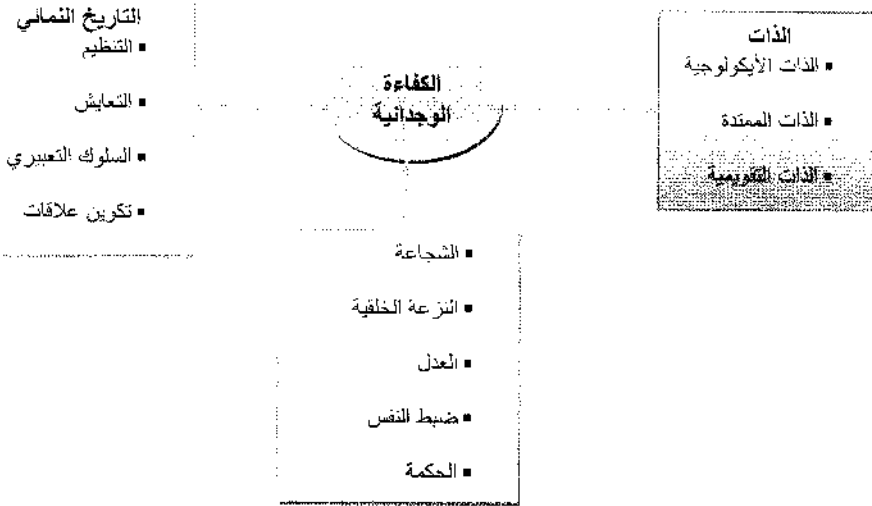 التاريخ النمائي
▪ التنظيم
▪ التعايش
▪ السلوك التعبيري
▪ تكوين علاقات
الكفاءة
الوجدانية
الذات
▪ الذات الأيكولوجية
▪ الذات الممتدة
▪ الذات التقويمية
▪ الشجاعة
▪ النزعة الخلقية
▪ العدل
▪ ضبط النفس
▪ الحكمة